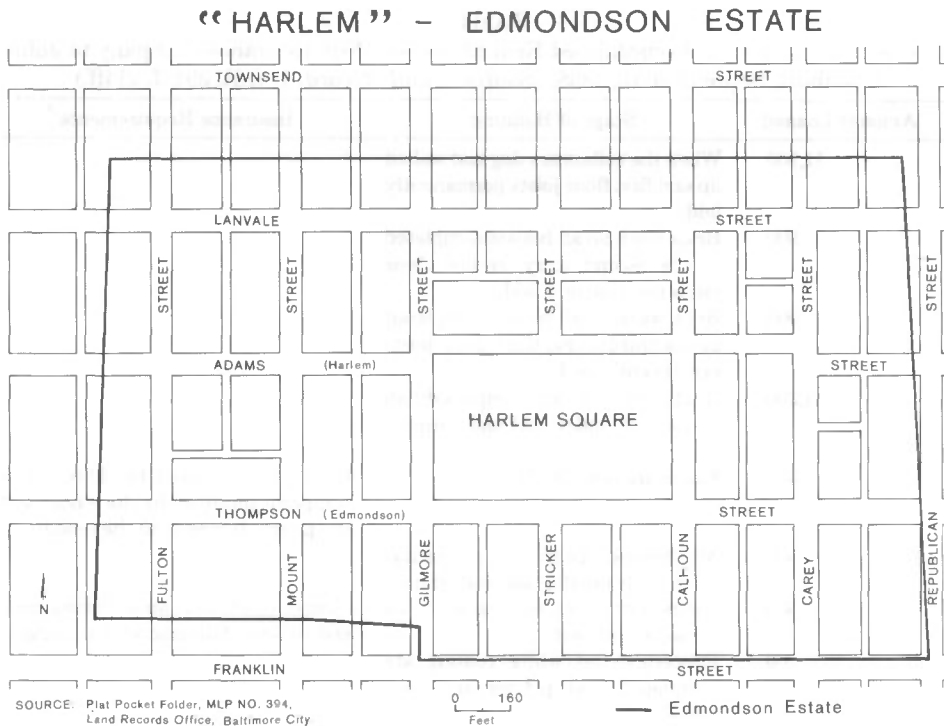 “HARLEM” – EDMONDSON ESTATE
TOWNSEND STREET
LANVALE STREET
STREET STREET STREET STREET STREET STREET STREET
ADAMS (Harlem) STREET
HARLEM SQUARE
THOMPSON (Edmondson) STREET
FULTON MOUNT GILMORE STRICKER CALHOUN CAREY REPUBLICAN
N
FRANKLIN STREET
SOURCE: Plat Pocket Folder, MLP NO. 394,
Land Records Office, Baltimore City
0 160
Feet
Edmondson Estate